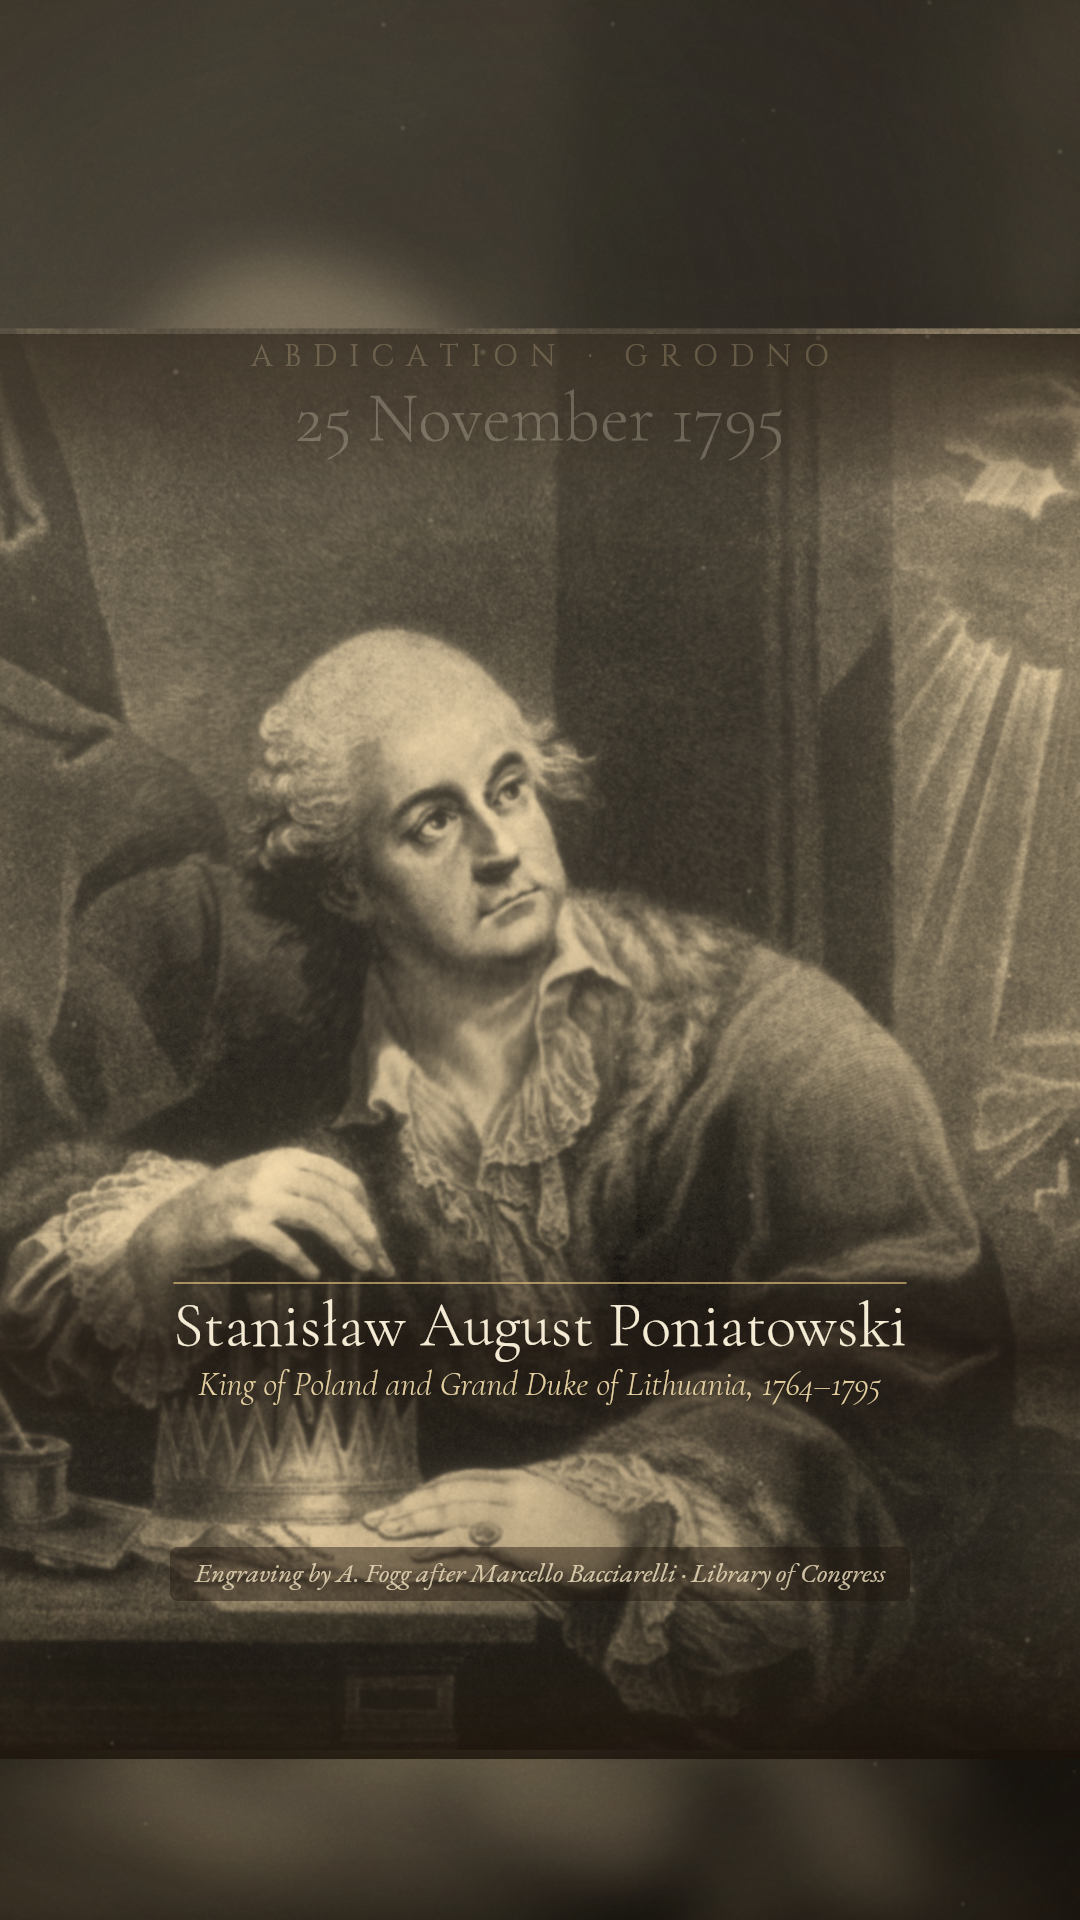 ABDICATION · GRODNO
25 November 1795
Stanisław August Poniatowski
King of Poland and Grand Duke of Lithuania, 1764–1795
Engraving by A. Fogg after Marcello Bacciarelli · Library of Congress